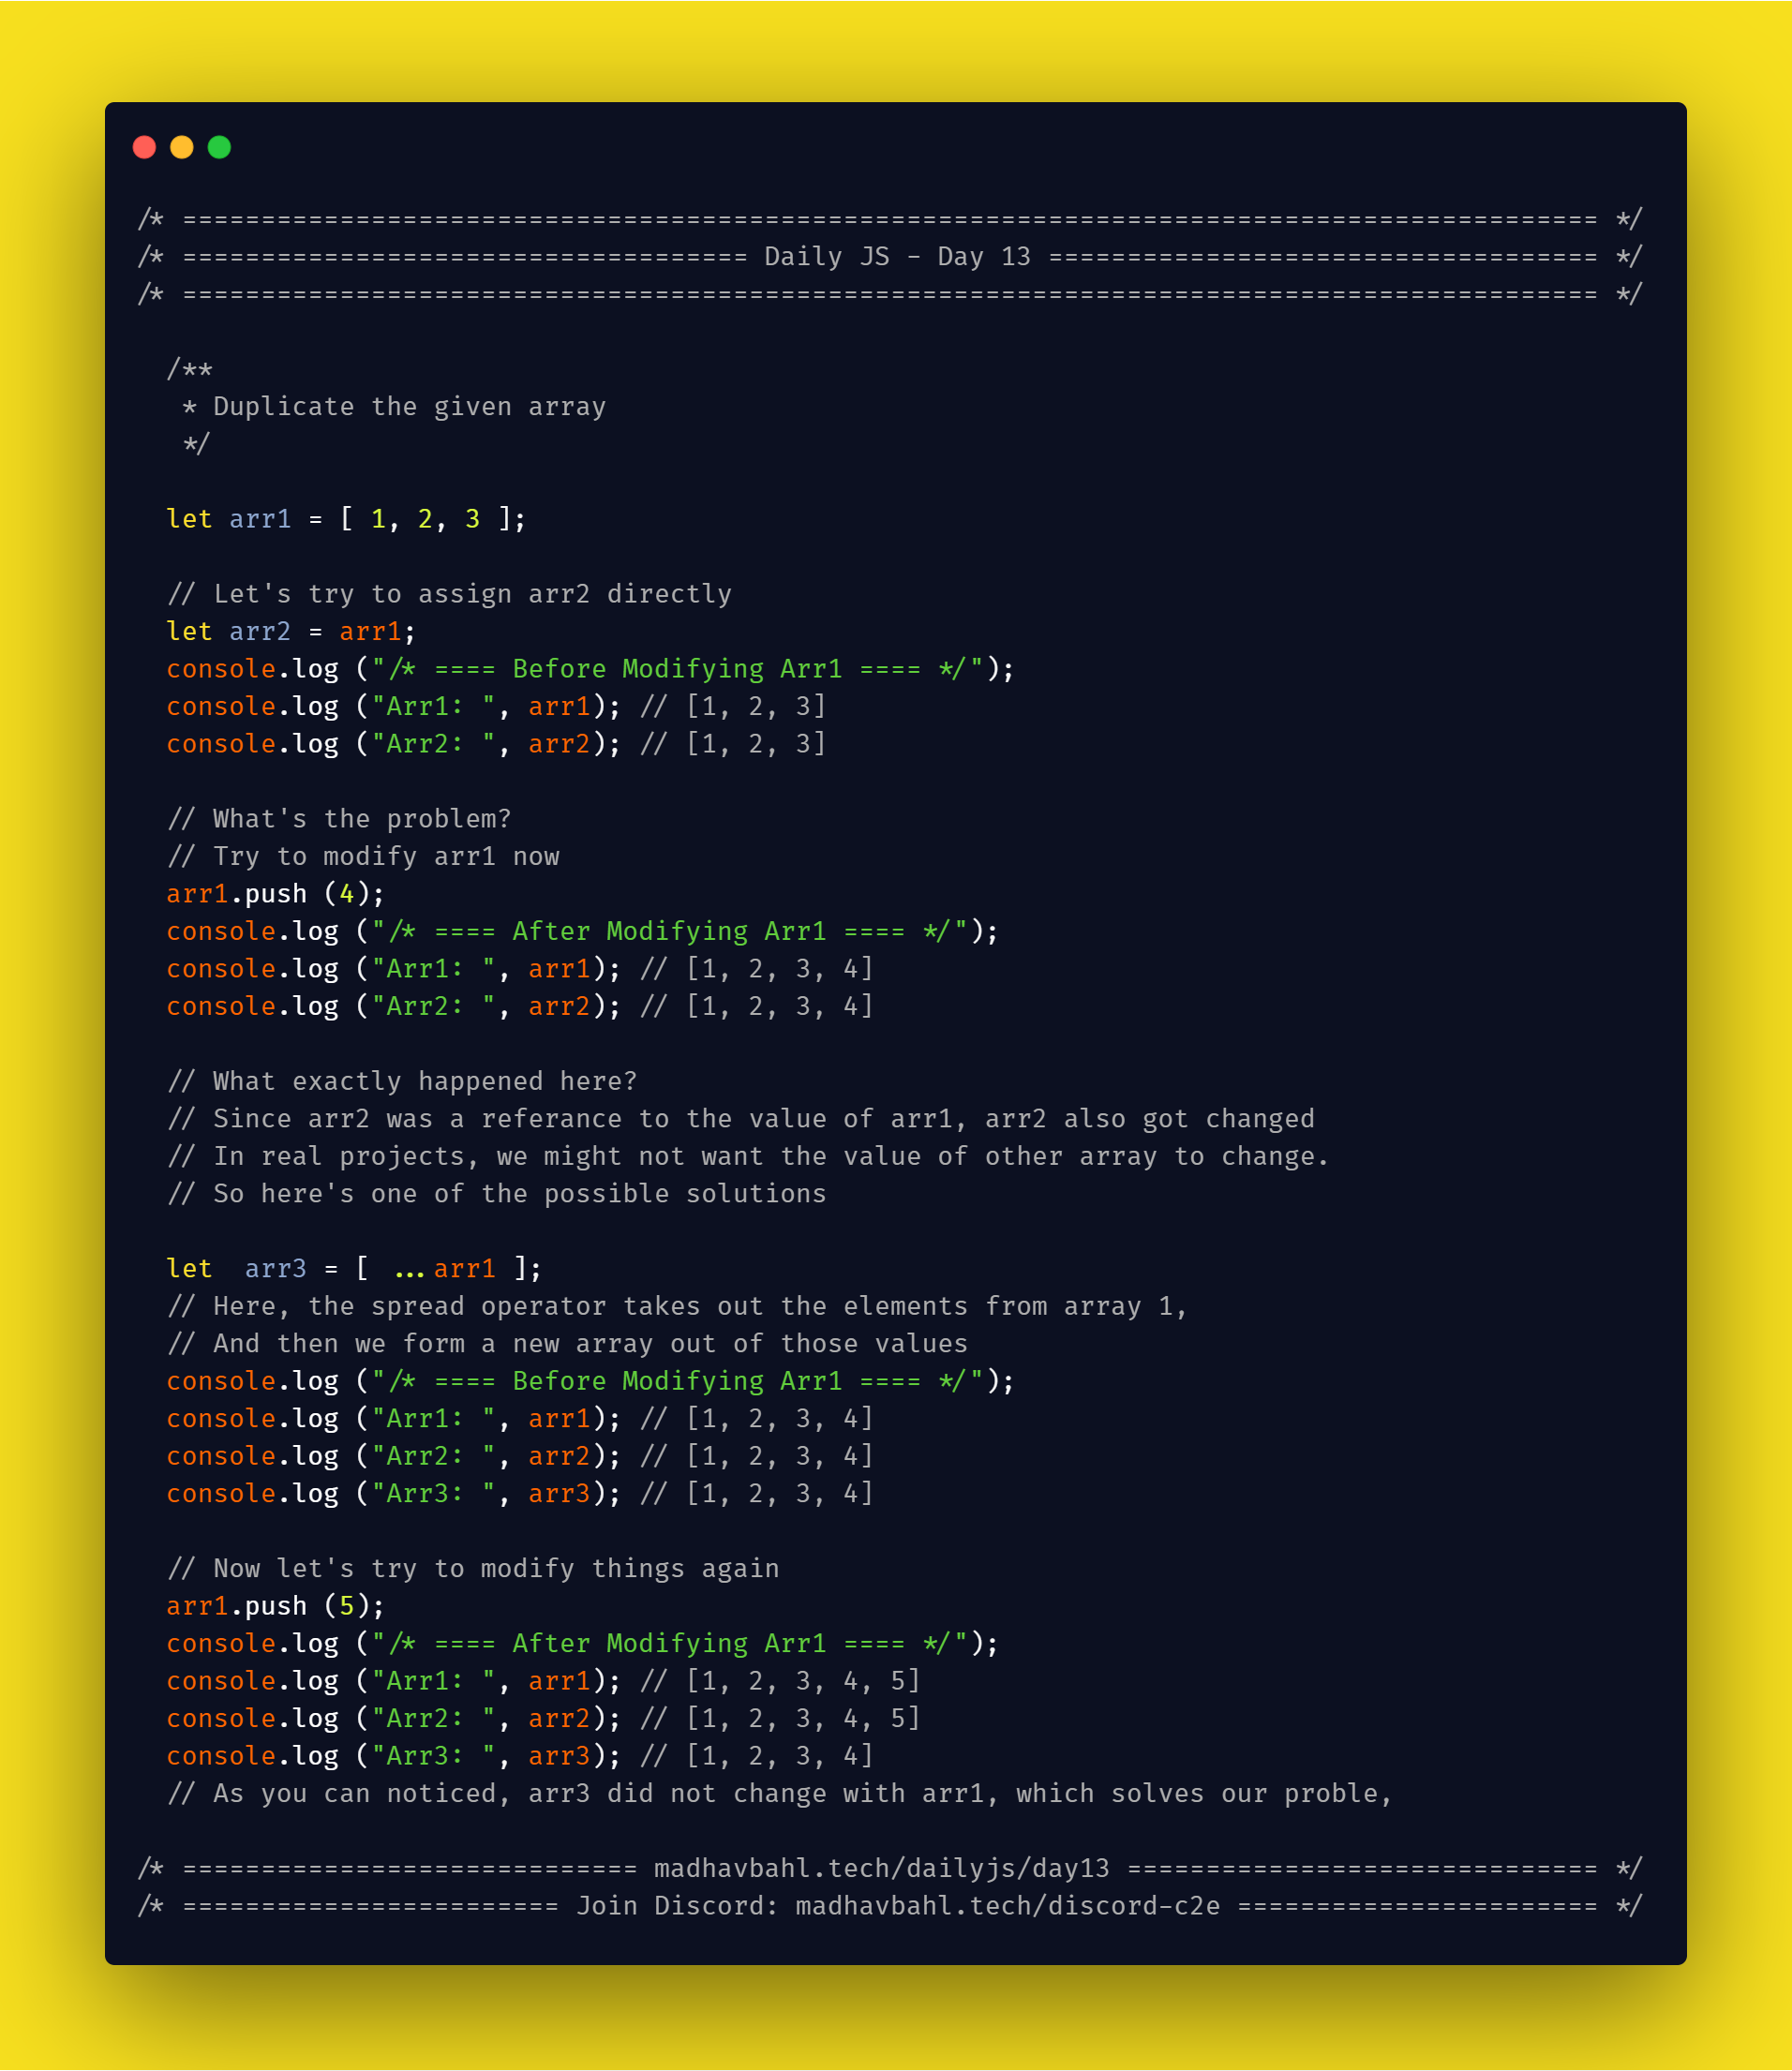 /* ========================================================================================== */
/* ==================================== Daily JS - Day 13 =================================== */
/* ========================================================================================== */
/**
* Duplicate the given array
*/
let arr1 = [ 1, 2, 3 ];
// Let's try to assign arr2 directly
let arr2 = arr1;
console.log ("/* ==== Before Modifying Arr1 ==== */");
console.log ("Arr1: ", arr1); // [1, 2, 3]
console.log ("Arr2: ", arr2); // [1, 2, 3]
// What's the problem?
// Try to modify arr1 now
arr1.push (4);
console.log ("/* ==== After Modifying Arr1 ==== */");
console.log ("Arr1: ", arr1); // [1, 2, 3, 4]
console.log ("Arr2: ", arr2); // [1, 2, 3, 4]
// What exactly happened here?
// Since arr2 was a referance to the value of arr1, arr2 also got changed
// In real projects, we might not want the value of other array to change.
// So here's one of the possible solutions
let  arr3 = [ ...arr1 ];
// Here, the spread operator takes out the elements from array 1,
// And then we form a new array out of those values
console.log ("/* ==== Before Modifying Arr1 ==== */");
console.log ("Arr1: ", arr1); // [1, 2, 3, 4]
console.log ("Arr2: ", arr2); // [1, 2, 3, 4]
console.log ("Arr3: ", arr3); // [1, 2, 3, 4]
// Now let's try to modify things again
arr1.push (5);
console.log ("/* ==== After Modifying Arr1 ==== */");
console.log ("Arr1: ", arr1); // [1, 2, 3, 4, 5]
console.log ("Arr2: ", arr2); // [1, 2, 3, 4, 5]
console.log ("Arr3: ", arr3); // [1, 2, 3, 4]
// As you can noticed, arr3 did not change with arr1, which solves our proble,
/* ============================= madhavbahl.tech/dailyjs/day13 ============================== */
/* ======================== Join Discord: madhavbahl.tech/discord-c2e ======================= */